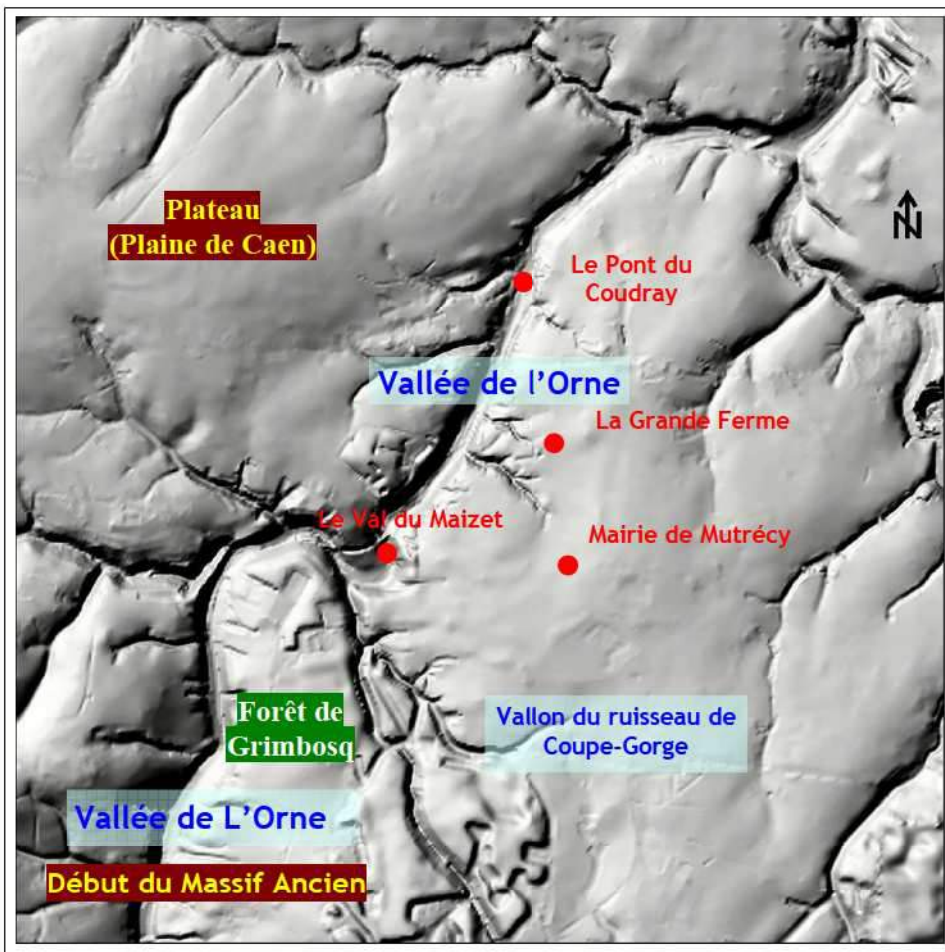 Plateau
(Plaine de Caen)
N
Le Pont du
Coudray
Vallée de l'Orne
La Grande Ferme
Le Val du Maizet
Mairie de Mutrécy
Forêt de
Grimbosq
Vallon du ruisseau de
Coupe-Gorge
Vallée de L'Orne
Début du Massif Ancien